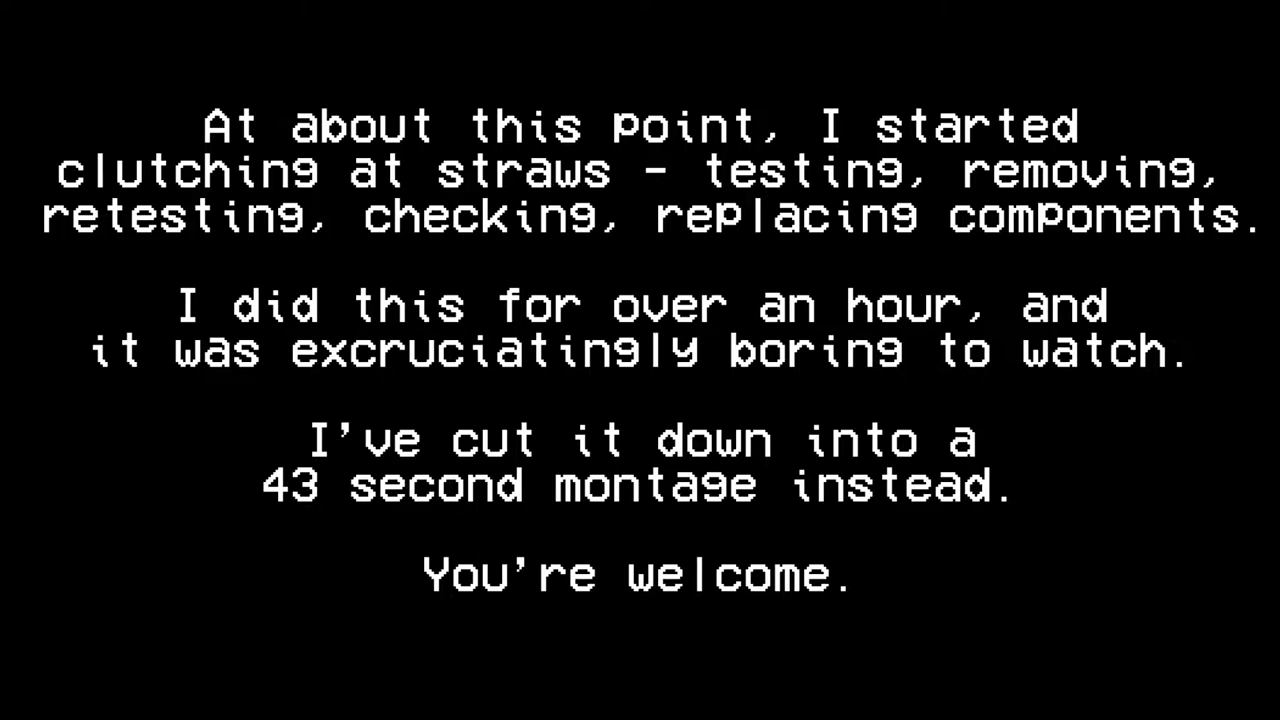 At about this point, I started
clutching at straws - testing, removing,
retesting, checking, replacing components.
I did this for over an hour, and
it was excruciatingly boring to watch.
I've cut it down into a
43 second montage instead.
You're welcome.